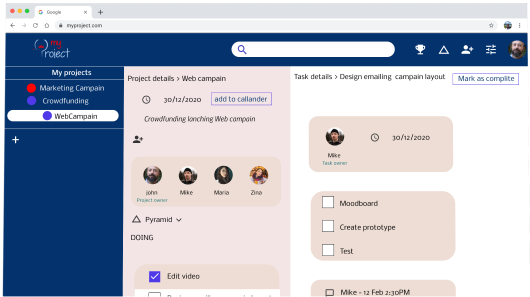 Google
myproject.com
my
roject
My projects
Marketing Campain
Crowdfunding
WebCampain
+
Project details > Web campain
30/12/2020
add to callander
Crowdfunding lanching Web campain
john
Project owner
Mike
Maria
Zina
Pyramid
DOING
Edit video
Task details > Design emailing campain layout
Mark as complite
Mike
Task owner
30/12/2020
Moodboard
Create prototype
Test
Mike - 12 Feb 2:30PM